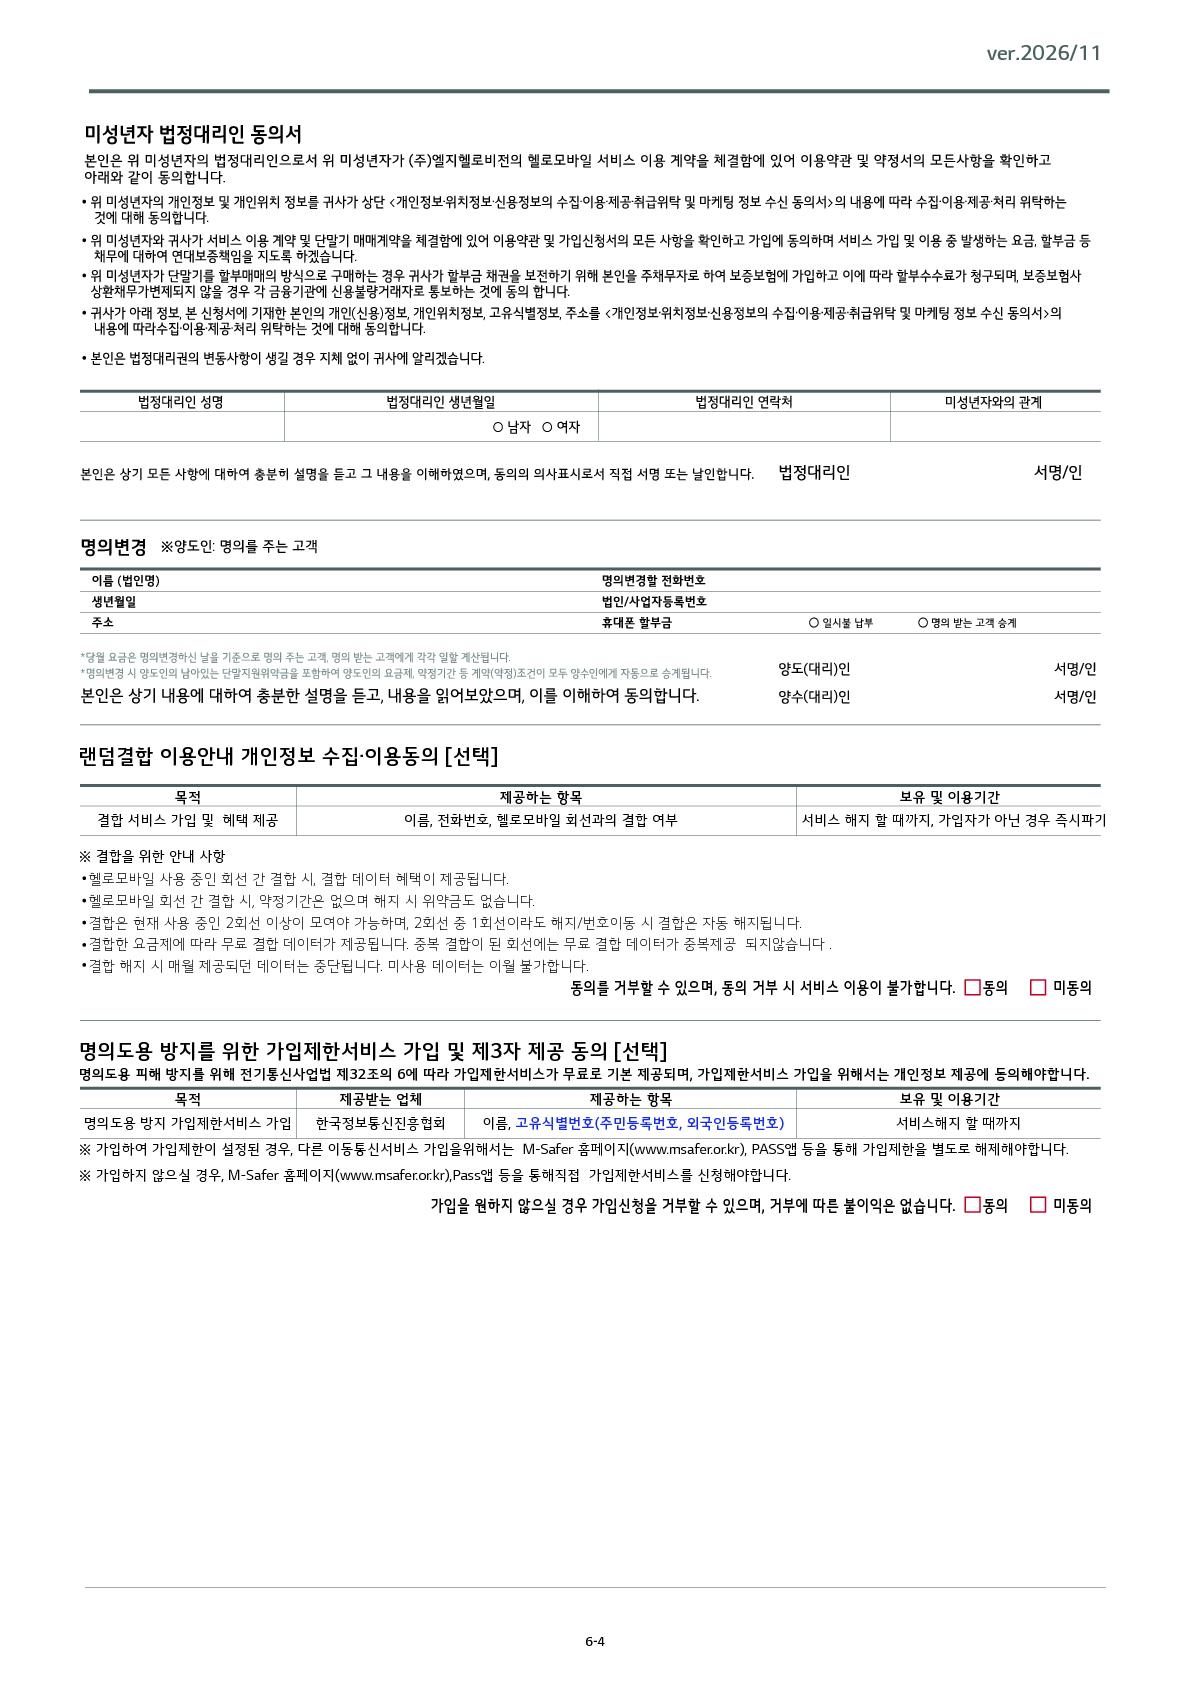 ver.2026/11
미성년자 법정대리인 동의서
본인은 위 미성년자의 법정대리인으로서 위 미성년자가 (주)엘지헬로비전의 헬로모바일 서비스 이용 계약을 체결함에 있어 이용약관 및 약정서의 모든사항을 확인하고
아래와 같이 동의합니다.
• 위 미성년자의 개인정보 및 개인위치 정보를 귀사가 상단 <개인정보·위치정보·신용정보의 수집·이용·제공·취급위탁 및 마케팅 정보 수신 동의서>의 내용에 따라 수집·이용·제공·처리 위탁하는
것에 대해 동의합니다.
• 위 미성년자와 귀사가 서비스 이용 계약 및 단말기 매매계약을 체결함에 있어 이용약관 및 가입신청서의 모든 사항을 확인하고 가입에 동의하며 서비스 가입 및 이용 중 발생하는 요금, 할부금 등
채무에 대하여 연대보증책임을 지도록 하겠습니다.
• 위 미성년자가 단말기를 할부매매의 방식으로 구매하는 경우 귀사가 할부금 채권을 보전하기 위해 본인을 주채무자로 하여 보증보험에 가입하고 이에 따라 할부수수료가 청구되며, 보증보험사
상환채무가변제되지 않을 경우 각 금융기관에 신용불량거래자로 통보하는 것에 동의 합니다.
• 귀사가 아래 정보, 본 신청서에 기재한 본인의 개인(신용)정보, 개인위치정보, 고유식별정보, 주소를 <개인정보·위치정보·신용정보의 수집·이용·제공·취급위탁 및 마케팅 정보 수신 동의서>의
내용에 따라수집·이용·제공·처리 위탁하는 것에 대해 동의합니다.
• 본인은 법정대리권의 변동사항이 생길 경우 지체 없이 귀사에 알리겠습니다.
법정대리인 성명 법정대리인 생년월일 법정대리인 연락처 미성년자와의 관계
○ 남자 ○ 여자
본인은 상기 모든 사항에 대하여 충분히 설명을 듣고 그 내용을 이해하였으며, 동의의 의사표시로서 직접 서명 또는 날인합니다. 법정대리인 서명/인
명의변경 ※양도인: 명의를 주는 고객
이름 (법인명) 명의변경할 전화번호
생년월일 법인/사업자등록번호
주소 휴대폰 할부금 ○ 일시불 납부 ○ 명의 받는 고객 승계
*당월 요금은 명의변경하신 날을 기준으로 명의 주는 고객, 명의 받는 고객에게 각각 일할 계산됩니다.
*명의변경 시 양도인의 남아있는 단말지원위약금을 포함하여 양도인의 요금제, 약정기간 등 계약(약정)조건이 모두 양수인에게 자동으로 승계됩니다.
양도(대리)인 서명/인
본인은 상기 내용에 대하여 충분한 설명을 듣고, 내용을 읽어보았으며, 이를 이해하여 동의합니다. 양수(대리)인 서명/인
랜덤결합 이용안내 개인정보 수집·이용동의 [선택]
목적 제공하는 항목 보유 및 이용기간
결합 서비스 가입 및 혜택 제공 이름, 전화번호, 헬로모바일 회선과의 결합 여부 서비스 해지 할 때까지, 가입자가 아닌 경우 즉시파기
※ 결합을 위한 안내 사항
•헬로모바일 사용 중인 회선 간 결합 시, 결합 데이터 혜택이 제공됩니다.
•헬로모바일 회선 간 결합 시, 약정기간은 없으며 해지 시 위약금도 없습니다.
•결합은 현재 사용 중인 2회선 이상이 모여야 가능하며, 2회선 중 1회선이라도 해지/번호이동 시 결합은 자동 해지됩니다.
•결합한 요금제에 따라 무료 결합 데이터가 제공됩니다. 중복 결합이 된 회선에는 무료 결합 데이터가 중복제공 되지않습니다 .
•결합 해지 시 매월 제공되던 데이터는 중단됩니다. 미사용 데이터는 이월 불가합니다.
동의를 거부할 수 있으며, 동의 거부 시 서비스 이용이 불가합니다. □동의 □ 미동의
명의도용 방지를 위한 가입제한서비스 가입 및 제3자 제공 동의 [선택]
명의도용 피해 방지를 위해 전기통신사업법 제32조의 6에 따라 가입제한서비스가 무료로 기본 제공되며, 가입제한서비스 가입을 위해서는 개인정보 제공에 동의해야합니다.
목적 제공받는 업체 제공하는 항목 보유 및 이용기간
명의도용 방지 가입제한서비스 가입 한국정보통신진흥협회 이름, 고유식별번호(주민등록번호, 외국인등록번호) 서비스해지 할 때까지
※ 가입하여 가입제한이 설정된 경우, 다른 이동통신서비스 가입을위해서는 M-Safer 홈페이지(www.msafer.or.kr), PASS앱 등을 통해 가입제한을 별도로 해제해야합니다.
※ 가입하지 않으실 경우, M-Safer 홈페이지(www.msafer.or.kr),Pass앱 등을 통해직접 가입제한서비스를 신청해야합니다.
가입을 원하지 않으실 경우 가입신청을 거부할 수 있으며, 거부에 따른 불이익은 없습니다. □동의 □ 미동의
6-4